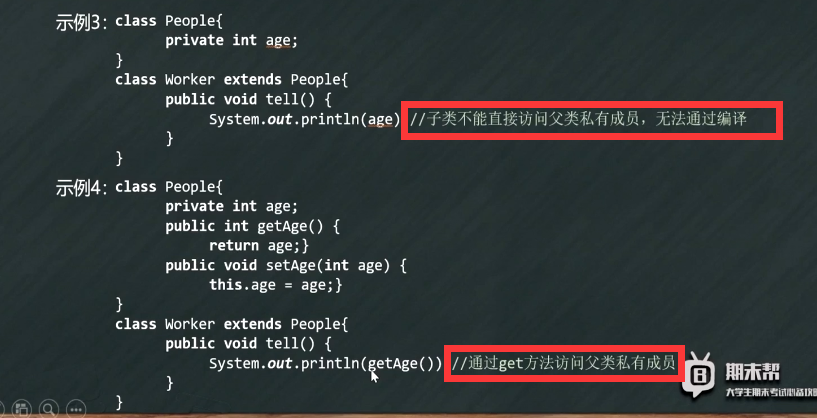 示例3: class People{
private int age;
}
class Worker extends People{
public void tell() {
System.out.println(age) //子类不能直接访问父类私有成员，无法通过编译
}
}
示例4: class People{
private int age;
public int getAge() {
return age;}
public void setAge(int age) {
this.age = age;}
}
class Worker extends People{
public void tell() {
System.out.println(getAge()) //通过get方法访问父类私有成员
}
}
期末帮
大学生期末考试必备攻略